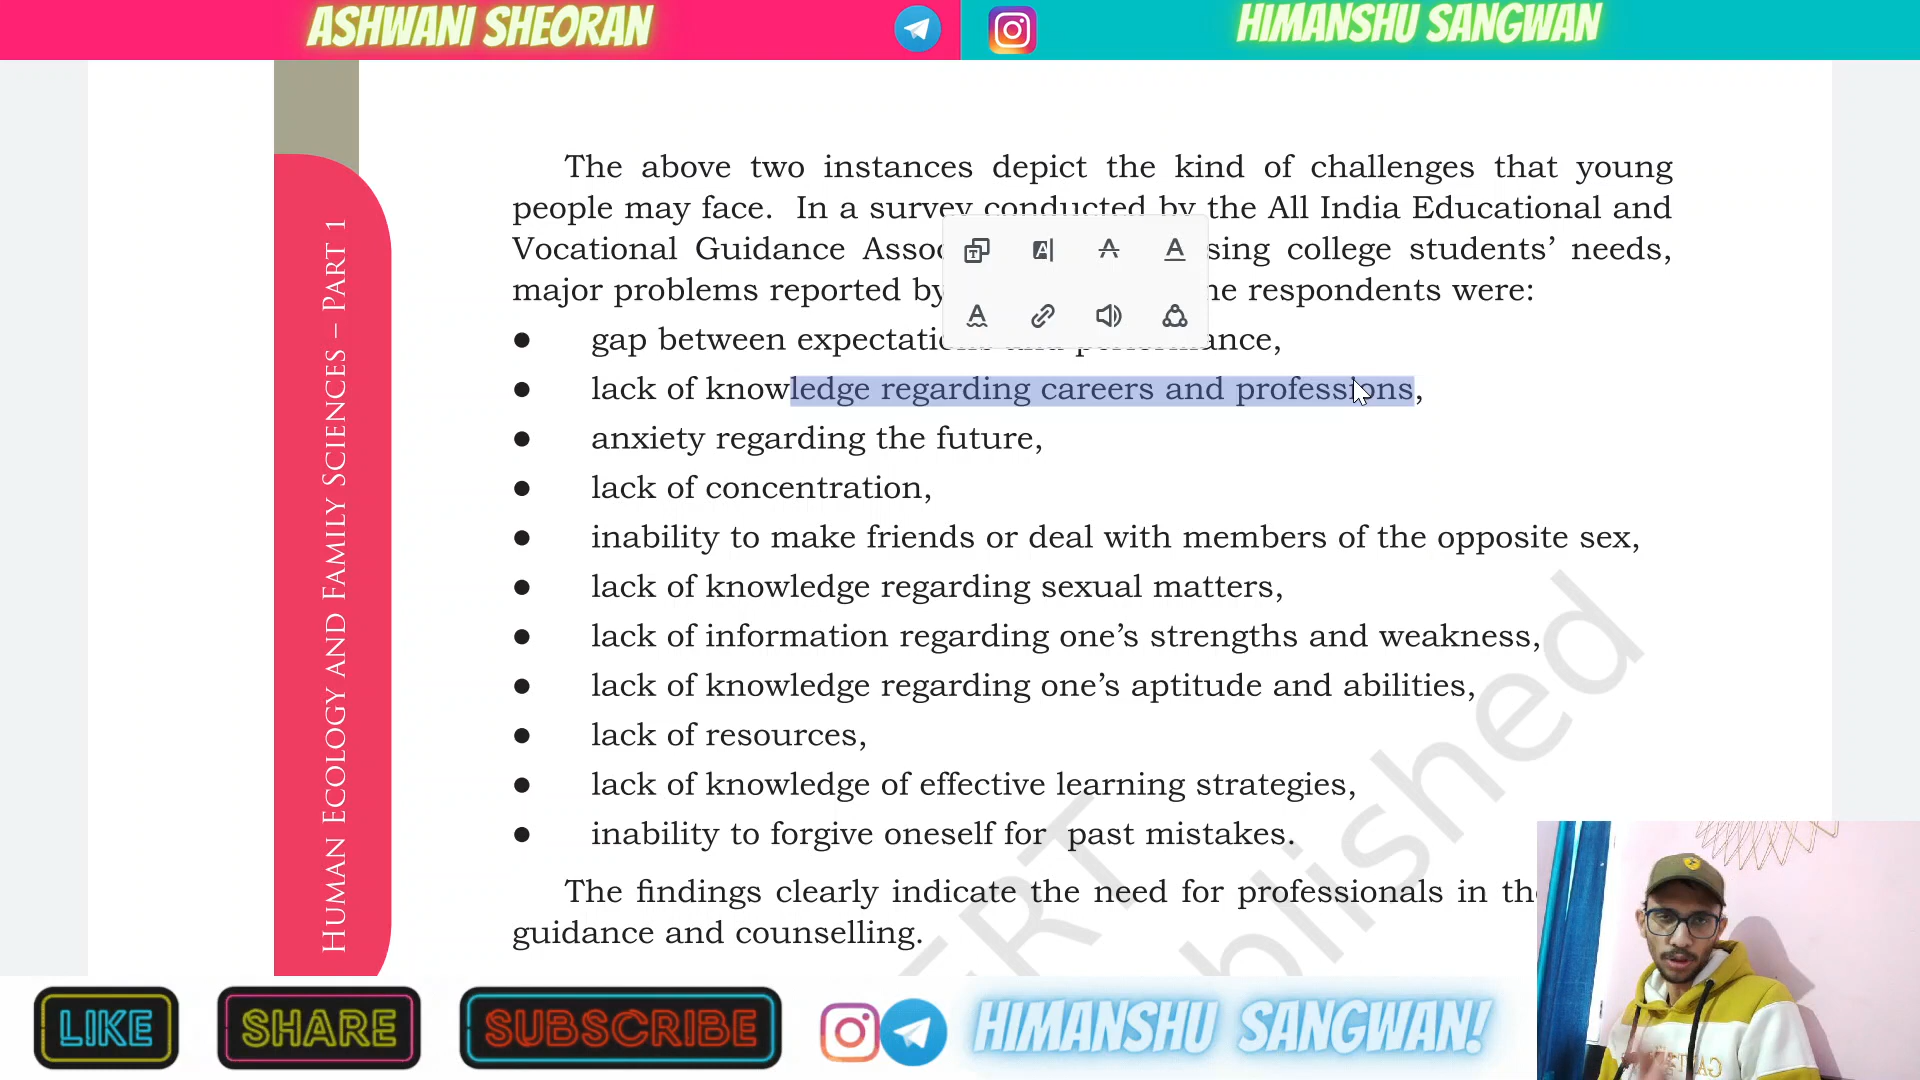 ASHWANI SHEORAN
HIMANSHU SANGWAN
HUMAN ECOLOGY AND FAMILY SCIENCES – PART 1
The above two instances depict the kind of challenges that young
people may face. In a survey conducted by the All India Educational and
Vocational Guidance Asso sing college students’ needs,
major problems reported by he respondents were:
● gap between expectations and performance,
● lack of knowledge regarding careers and professions,
● anxiety regarding the future,
● lack of concentration,
● inability to make friends or deal with members of the opposite sex,
● lack of knowledge regarding sexual matters,
● lack of information regarding one’s strengths and weakness,
● lack of knowledge regarding one’s aptitude and abilities,
● lack of resources,
● lack of knowledge of effective learning strategies,
● inability to forgive oneself for past mistakes.
The findings clearly indicate the need for professionals in the
guidance and counselling.
LIKE
SHARE
SUBSCRIBE
HIMANSHU SANGWAN!